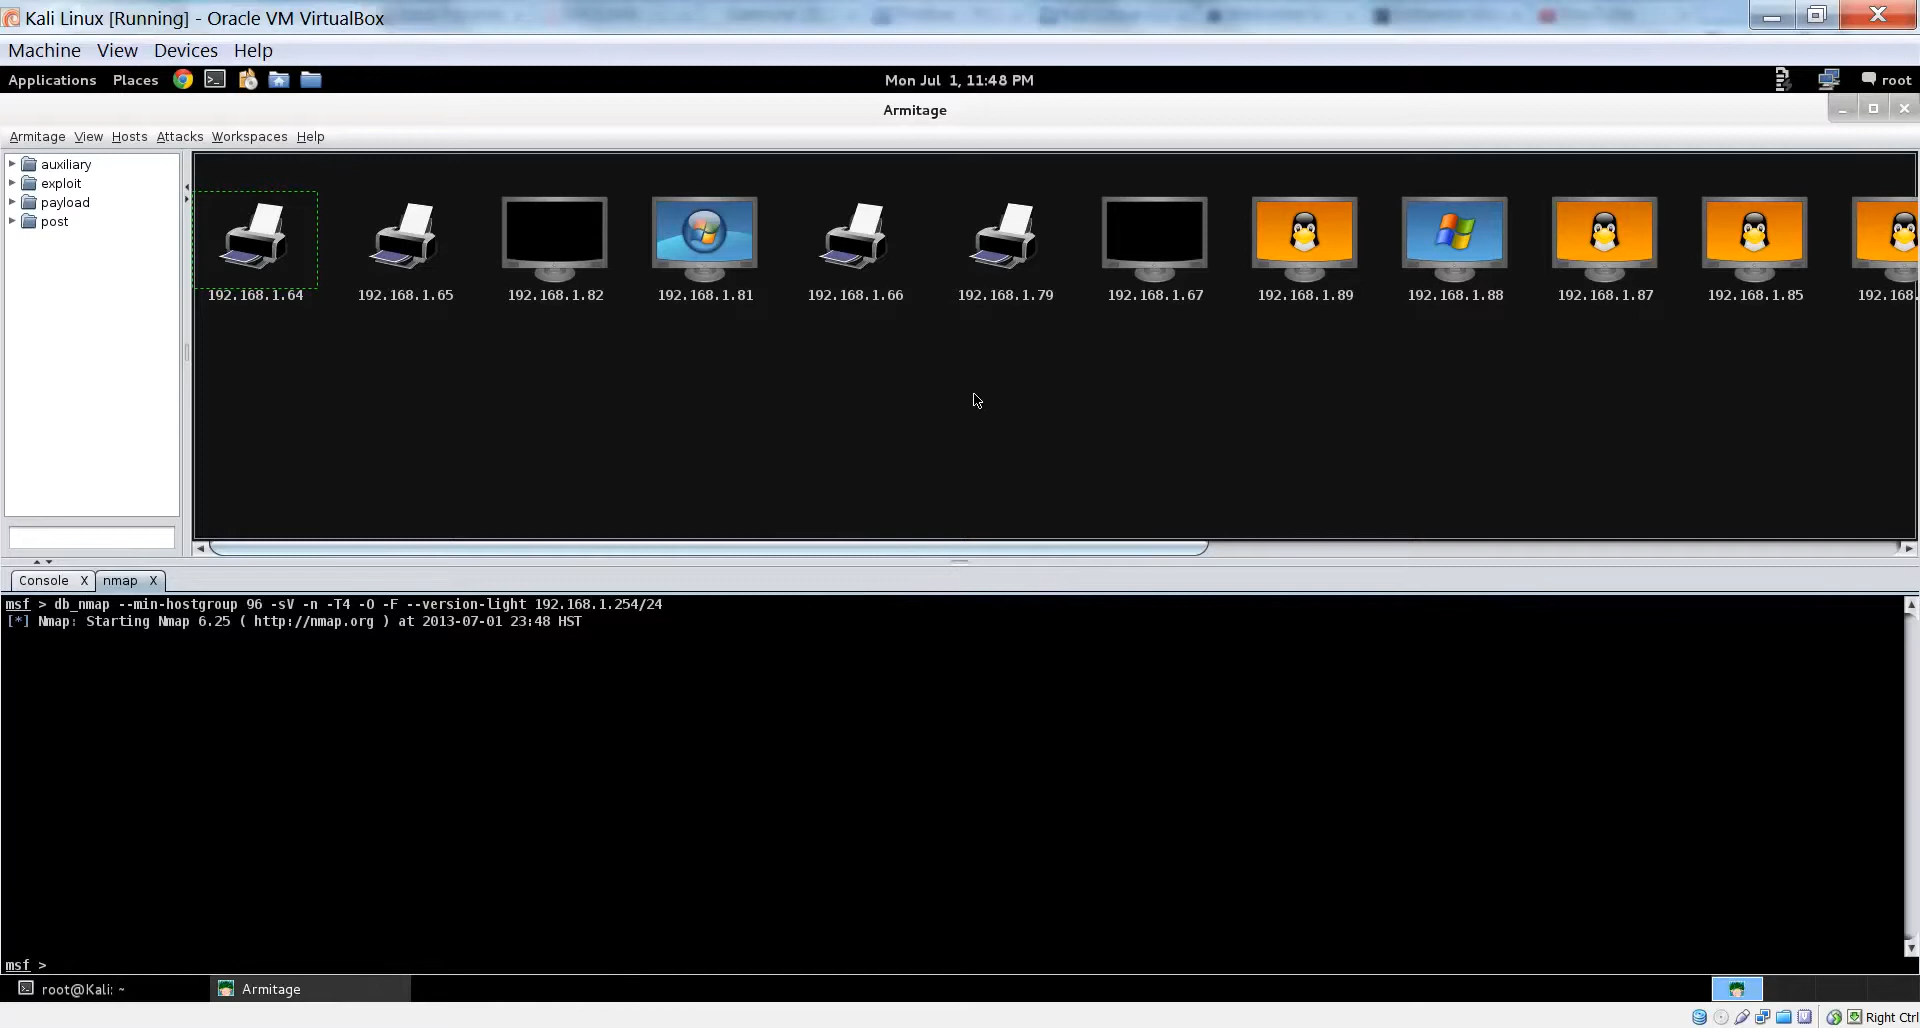 Kali Linux [Running] - Oracle VM VirtualBox
Machine View Devices Help
Applications Places Mon Jul 1, 11:48 PM root
Armitage
Armitage View Hosts Attacks Workspaces Help
auxiliary
exploit
payload
post
192.168.1.64 192.168.1.65 192.168.1.82 192.168.1.81 192.168.1.66 192.168.1.79 192.168.1.67 192.168.1.89 192.168.1.88 192.168.1.87 192.168.1.85 192.168.
Console X nmap X
msf > db_nmap --min-hostgroup 96 -sV -n -T4 -O -F --version-light 192.168.1.254/24
[*] Nmap: Starting Nmap 6.25 ( http://nmap.org ) at 2013-07-01 23:48 HST
msf >
root@Kali: ~ Armitage
Right Ctrl